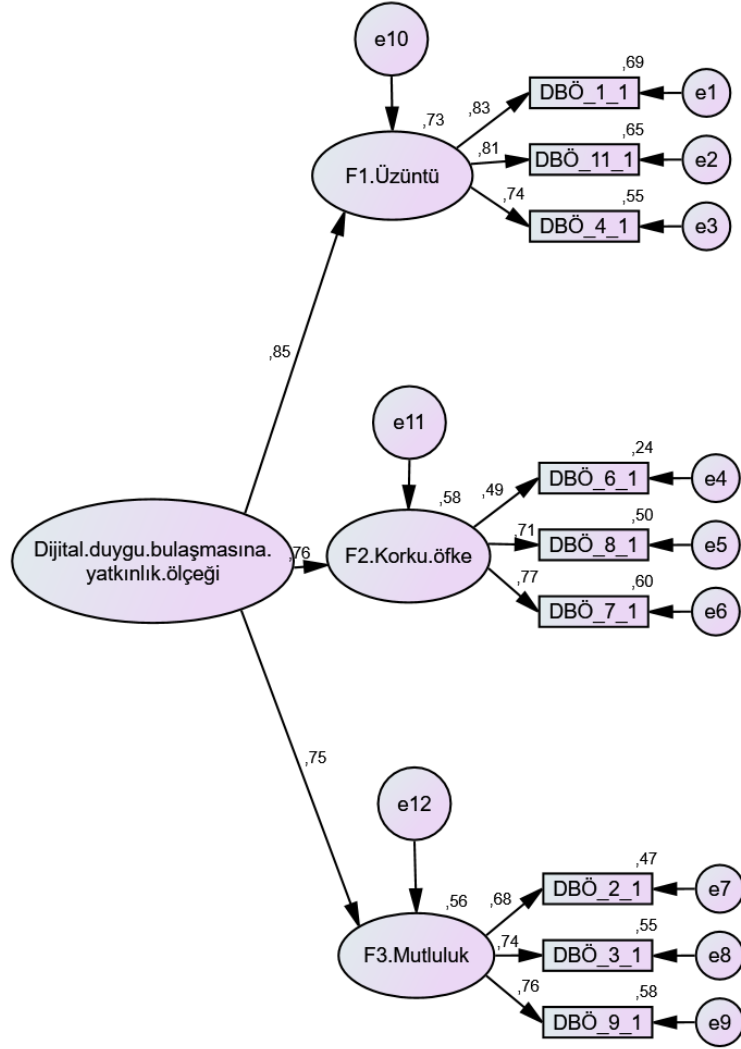 e10
,69
,73
,83
DBÖ_1_1
e1
,65
F1.Üzüntü
,81
DBÖ_11_1
e2
,74
,55
DBÖ_4_1
e3
,85
e11
,24
,58
,49
DBÖ_6_1
e4
,50
Dijital.duygu.bulaşmasına.
yatkınlık.ölçeği
,76
F2.Korku.öfke
,71
DBÖ_8_1
e5
,77
,60
DBÖ_7_1
e6
,75
e12
,47
,56
,68
DBÖ_2_1
e7
,55
F3.Mutluluk
,74
DBÖ_3_1
e8
,76
,58
DBÖ_9_1
e9